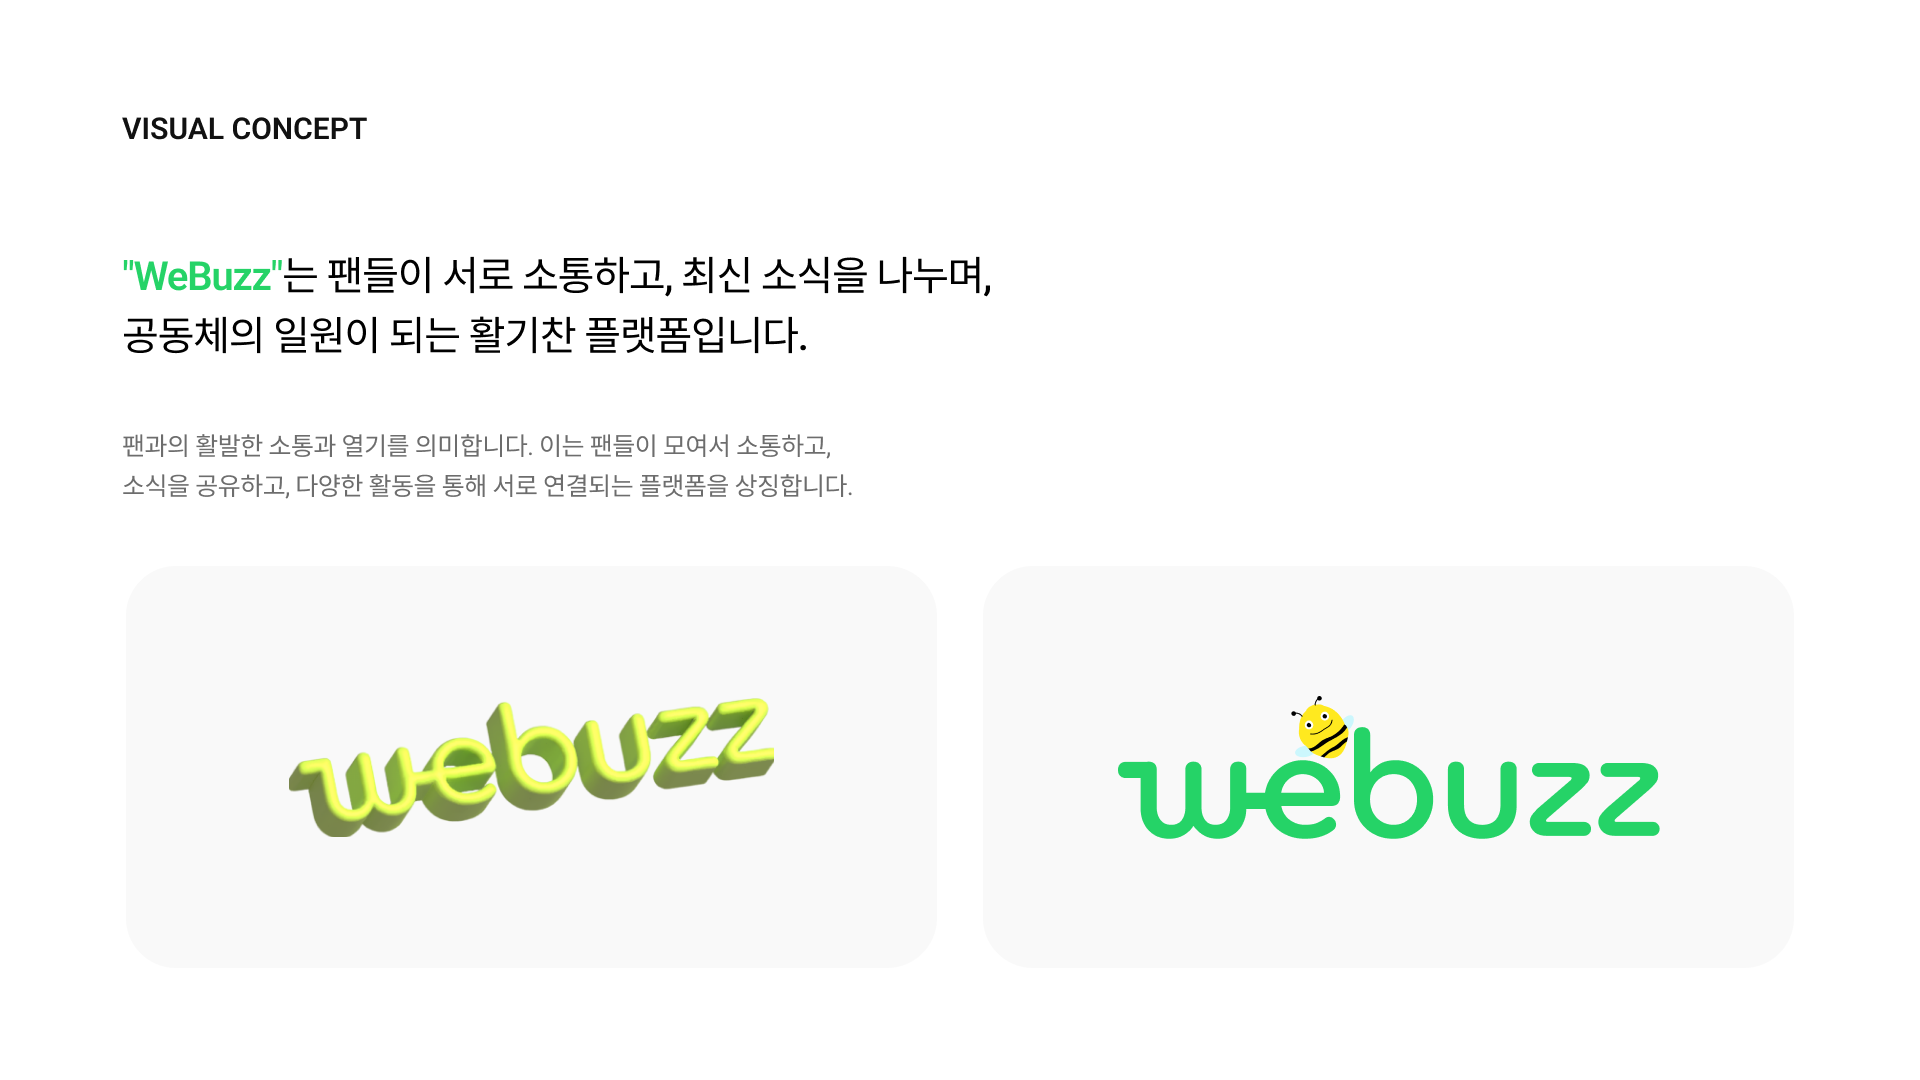 VISUAL CONCEPT
"WeBuzz"는 팬들이 서로 소통하고, 최신 소식을 나누며,
공동체의 일원이 되는 활기찬 플랫폼입니다.
팬과의 활발한 소통과 열기를 의미합니다. 이는 팬들이 모여서 소통하고,
소식을 공유하고, 다양한 활동을 통해 서로 연결되는 플랫폼을 상징합니다.
webuzz
webuzz